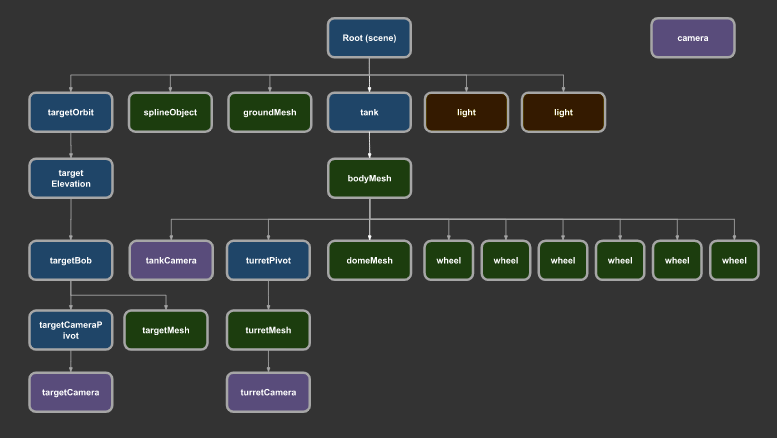 Root (scene)
camera
targetOrbit
splineObject
groundMesh
tank
light
light
target
Elevation
bodyMesh
targetBob
tankCamera
turretPivot
domeMesh
wheel
wheel
wheel
wheel
wheel
wheel
targetCameraP
ivot
targetMesh
turretMesh
targetCamera
turretCamera